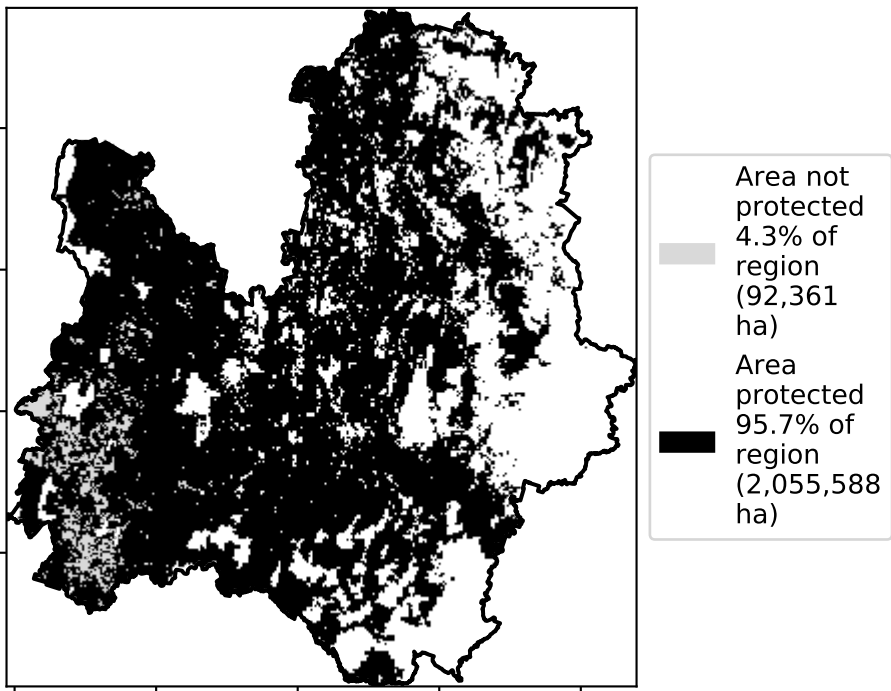 Area not
protected
4.3% of
region
(92,361
ha)
Area
protected
95.7% of
region
(2,055,588
ha)